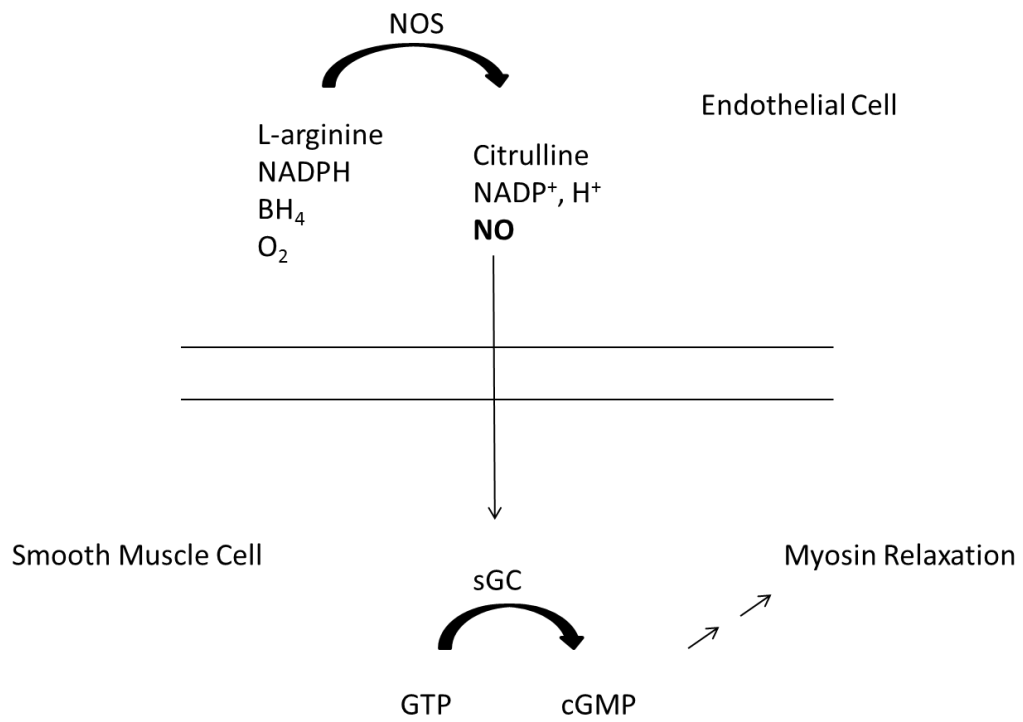 NOS
Endothelial Cell
L-arginine
NADPH
BH₄
O₂
Citrulline
NADP⁺, H⁺
NO
Smooth Muscle Cell
Myosin Relaxation
sGC
GTP
cGMP